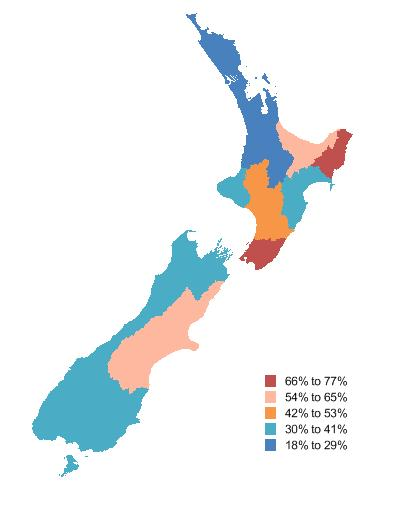 66% to 77%
54% to 65%
42% to 53%
30% to 41%
18% to 29%